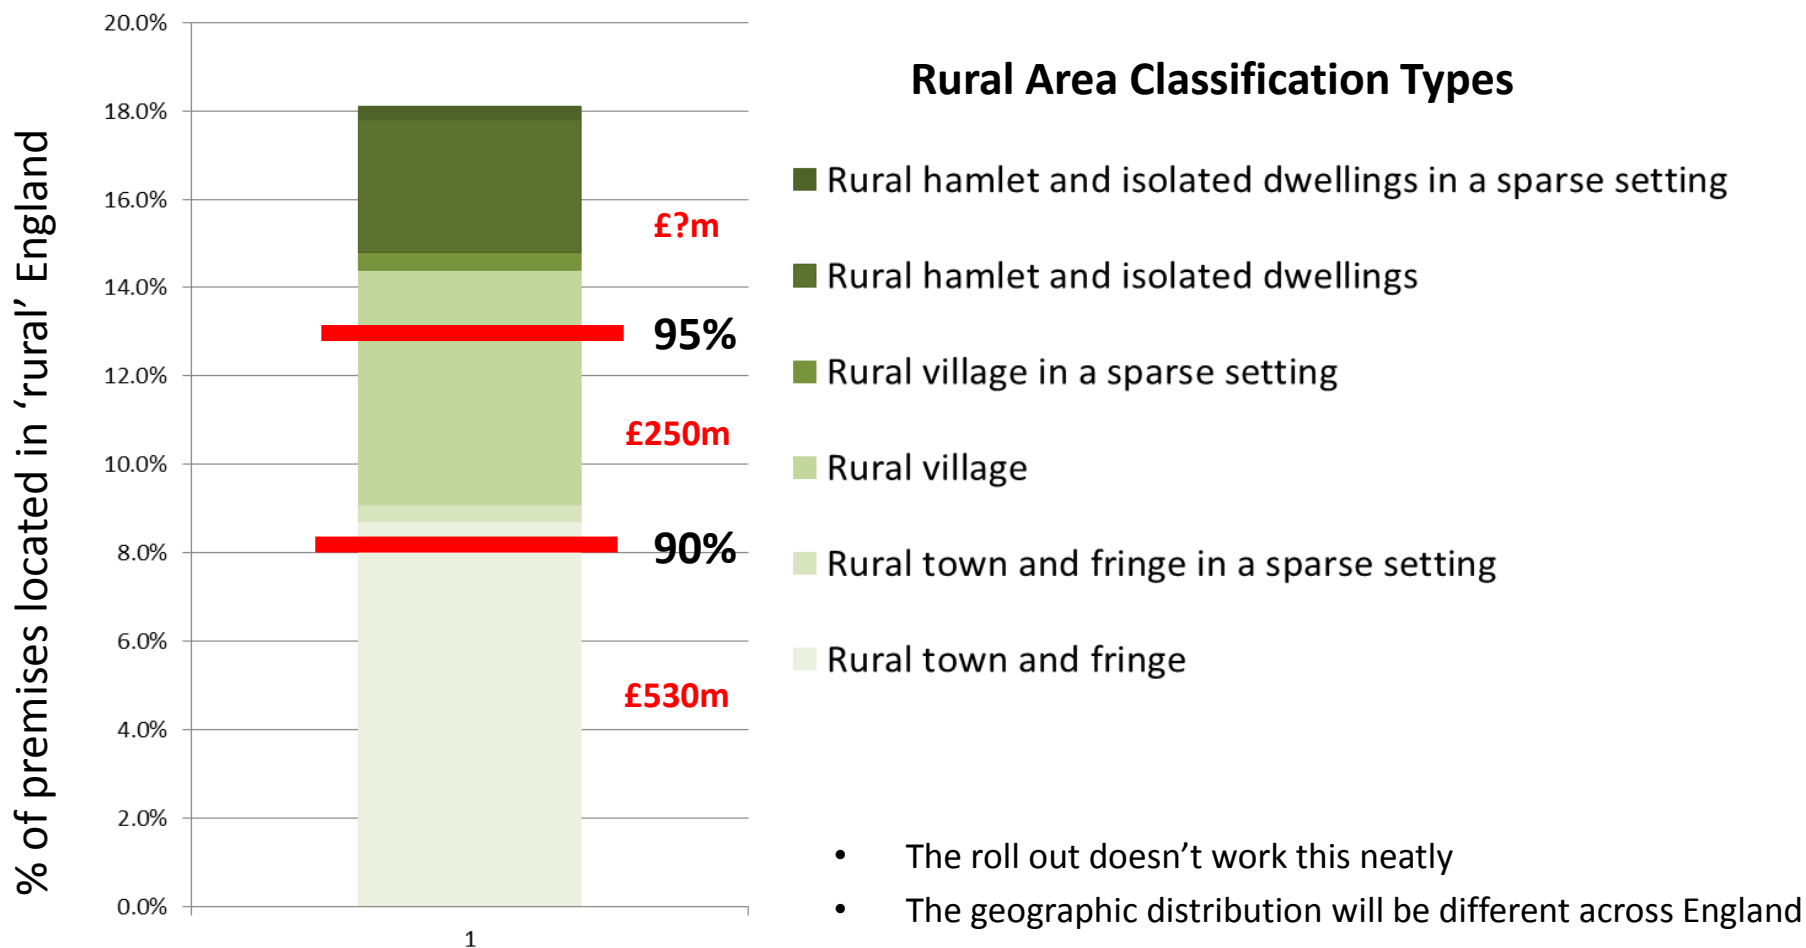 % of premises located in ‘rural’ England
20.0%
18.0%
16.0%
14.0%
12.0%
10.0%
8.0%
6.0%
4.0%
2.0%
0.0%
1
£?m
95%
£250m
90%
£530m
Rural Area Classification Types
Rural hamlet and isolated dwellings in a sparse setting
Rural hamlet and isolated dwellings
Rural village in a sparse setting
Rural village
Rural town and fringe in a sparse setting
Rural town and fringe
• The roll out doesn’t work this neatly
• The geographic distribution will be different across England